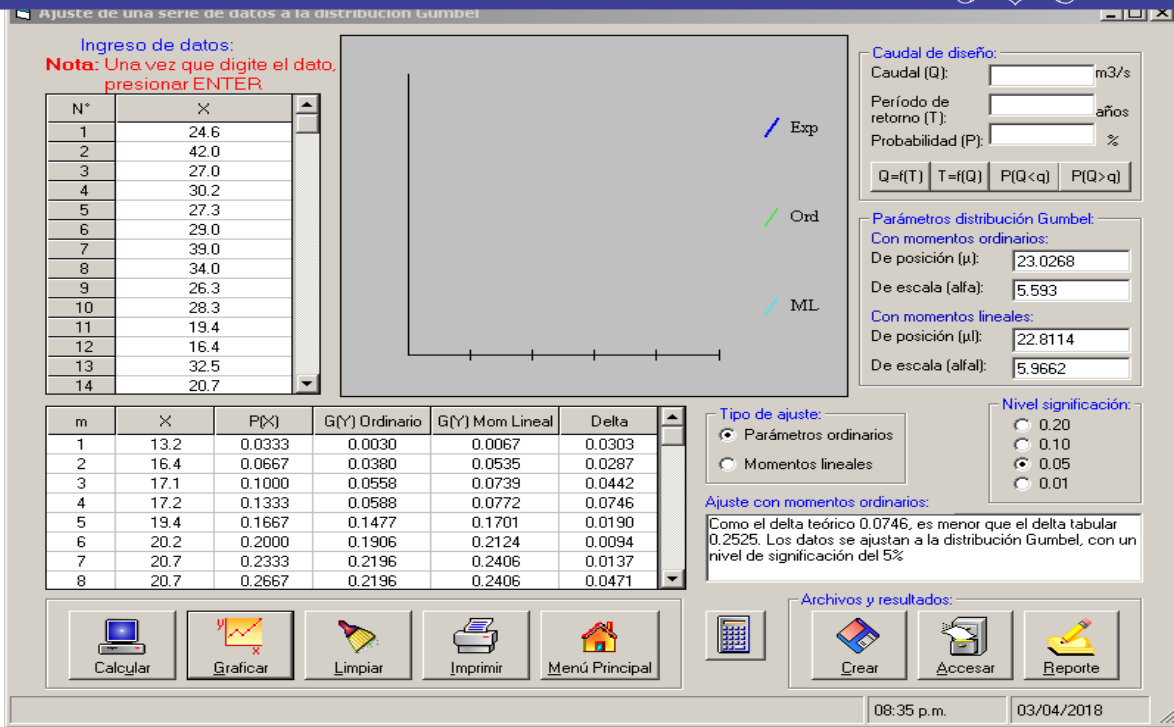 Ajuste de una serie de datos a la distribución Gumbel
Ingreso de datos:
Nota: Una vez que digite el dato,
presionar ENTER
N° X
1 24.6
2 42.0
3 27.0
4 30.2
5 27.3
6 29.0
7 39.0
8 34.0
9 26.3
10 28.3
11 19.4
12 16.4
13 32.5
14 20.7
Exp
Ord
ML
Caudal de diseño:
Caudal (Q): m3/s
Período de
retorno (T): años
Probabilidad (P): %
Q=f(T) T=f(Q) P(Q<q) P(Q>q)
Parámetros distribución Gumbel:
Con momentos ordinarios:
De posición (µ): 23.0268
De escala (alfa): 5.593
Con momentos lineales:
De posición (µl): 22.8114
De escala (alfal): 5.9662
m X P(X) G(Y) Ordinario G(Y) Mom Lineal Delta
1 13.2 0.0333 0.0030 0.0067 0.0303
2 16.4 0.0667 0.0380 0.0535 0.0287
3 17.1 0.1000 0.0558 0.0739 0.0442
4 17.2 0.1333 0.0588 0.0772 0.0746
5 19.4 0.1667 0.1477 0.1701 0.0190
6 20.2 0.2000 0.1906 0.2124 0.0094
7 20.7 0.2333 0.2196 0.2406 0.0137
8 20.7 0.2667 0.2196 0.2406 0.0471
Tipo de ajuste:
Parámetros ordinarios
Momentos lineales
Nivel significación:
0.20
0.10
0.05
0.01
Ajuste con momentos ordinarios:
Como el delta teórico 0.0746, es menor que el delta tabular
0.2525. Los datos se ajustan a la distribución Gumbel, con un
nivel de significación del 5%
Calcular Graficar Limpiar Imprimir Menú Principal
Archivos y resultados:
Crear Accesar Reporte
08:35 p.m. 03/04/2018